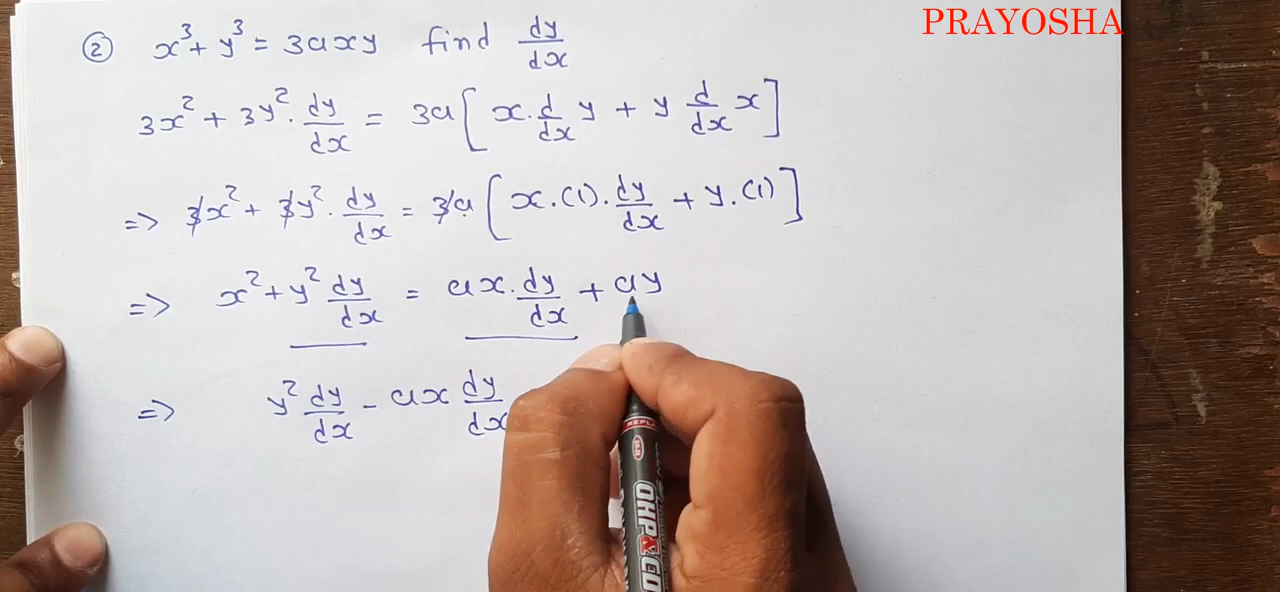 PRAYOSHA
② x³ + y³ = 3axy find dy/dx
3x² + 3y² · dy/dx = 3a [ x · d/dx y + y d/dx x ]
=> 3x² + 3y² · dy/dx = 3a [ x · (1) · dy/dx + y · (1) ]
=> x² + y² dy/dx = ax · dy/dx + ay
=> y² dy/dx - ax dy/dx
OHP & CD